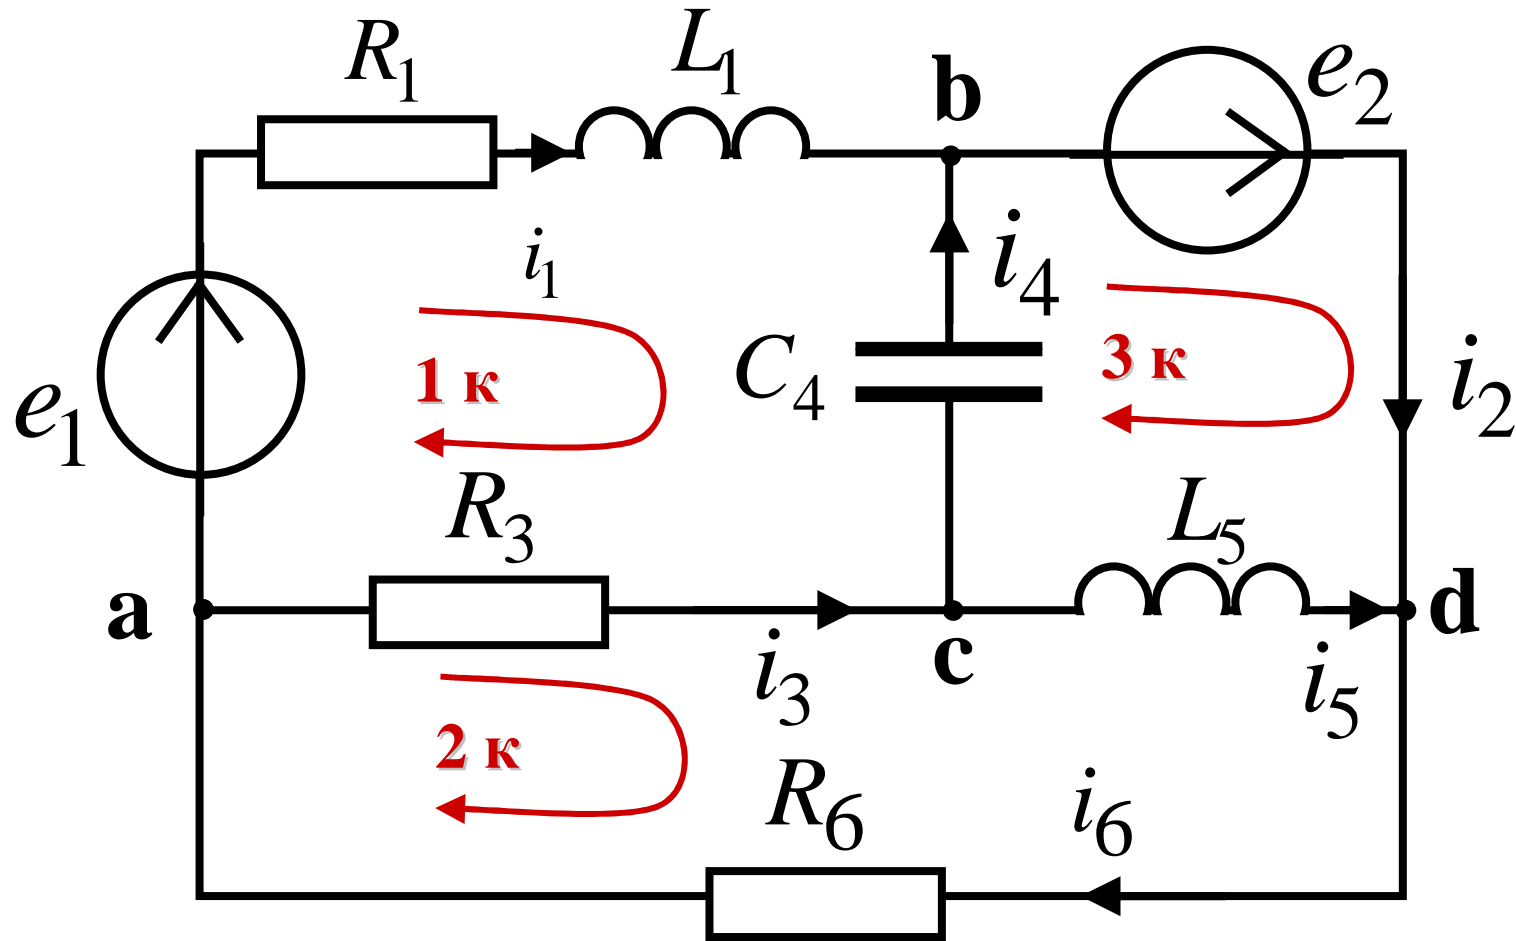 R₁
L₁
b
e₂
i₁
i₄
e₁
1 к
C₄
3 к
i₂
R₃
L₅
a
c
d
i₃
i₅
2 к
R₆
i₆